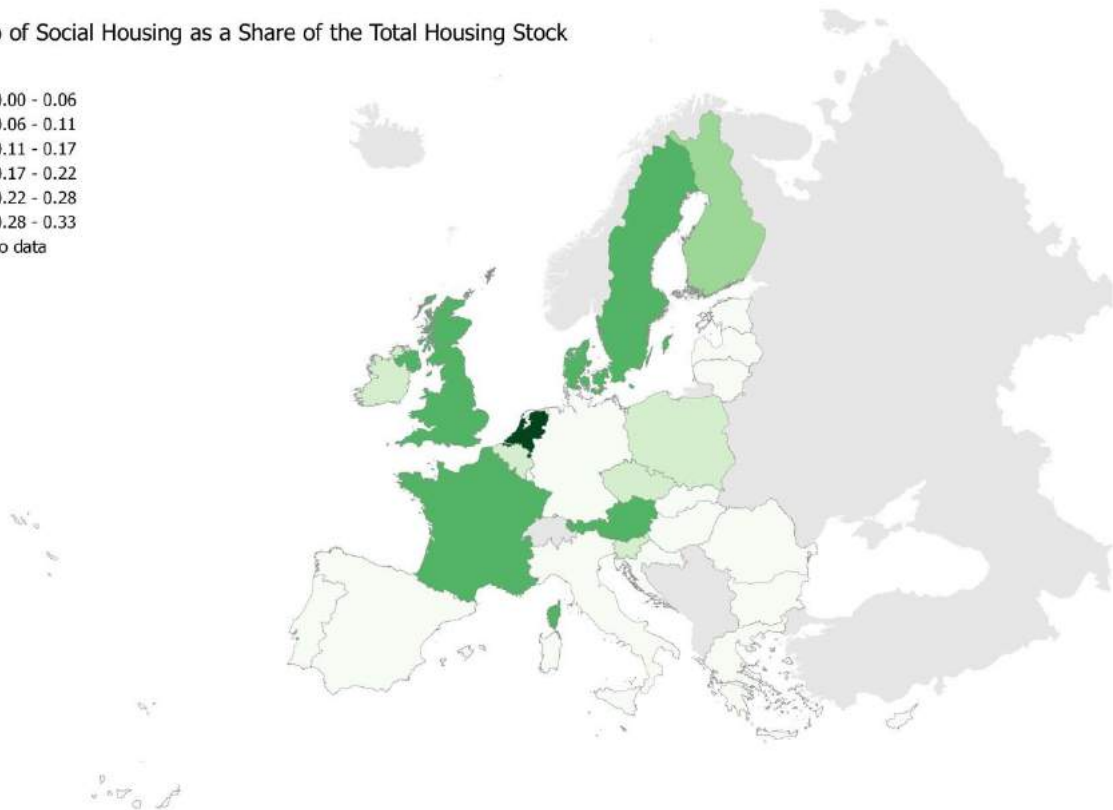 of Social Housing as a Share of the Total Housing Stock
.00 - 0.06
.06 - 0.11
.11 - 0.17
.17 - 0.22
.22 - 0.28
.28 - 0.33
o data